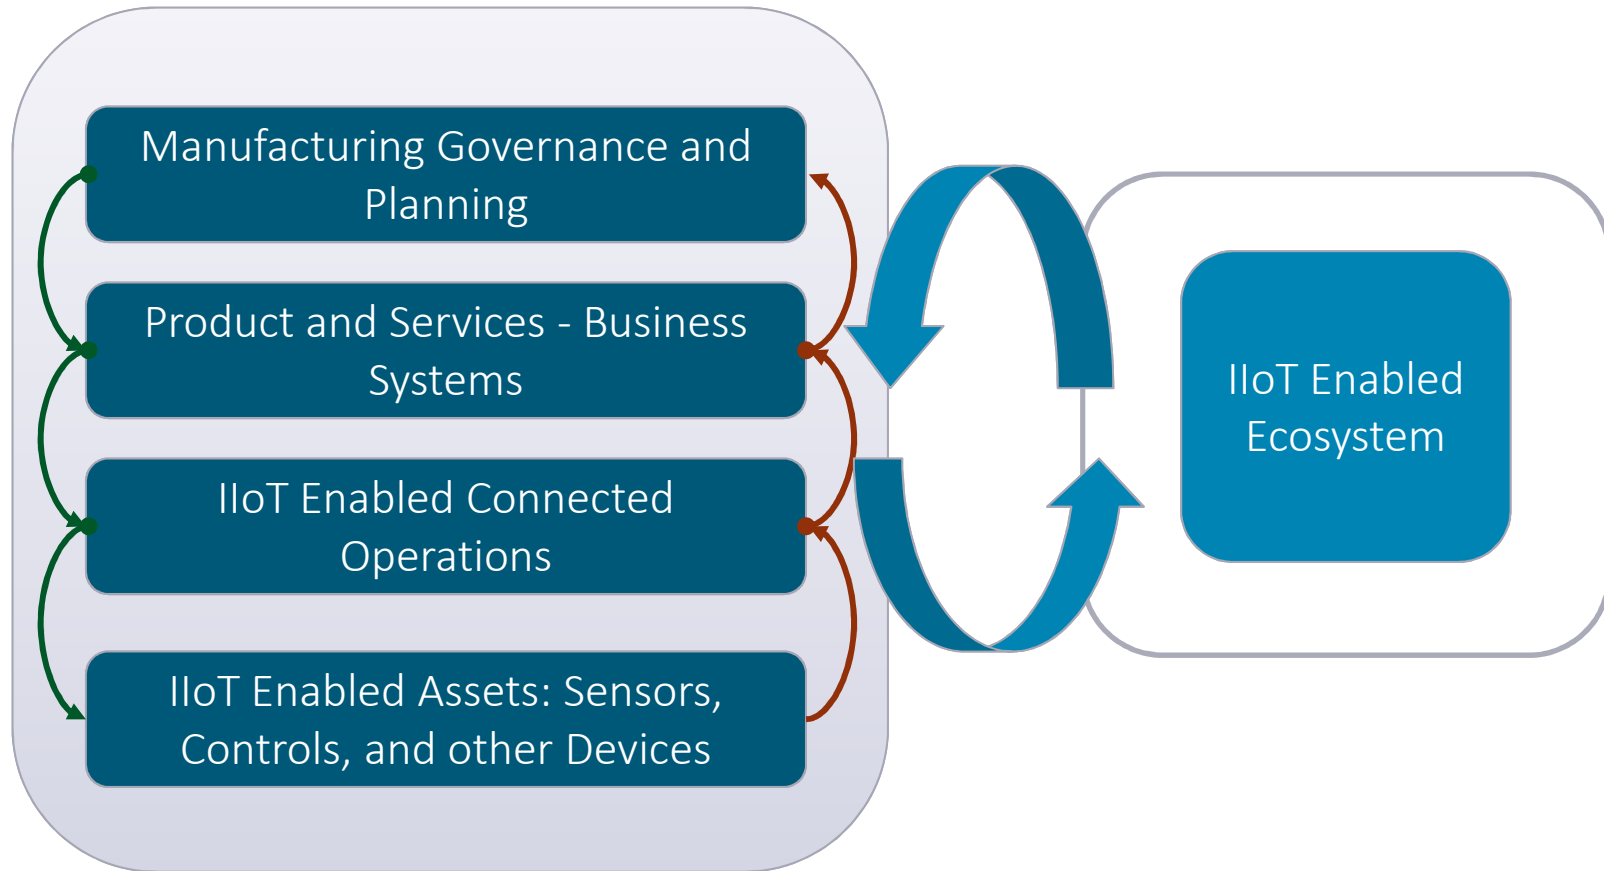 Manufacturing Governance and
Planning
Product and Services - Business
Systems
IIoT Enabled Connected
Operations
IIoT Enabled Assets: Sensors,
Controls, and other Devices
IIoT Enabled
Ecosystem